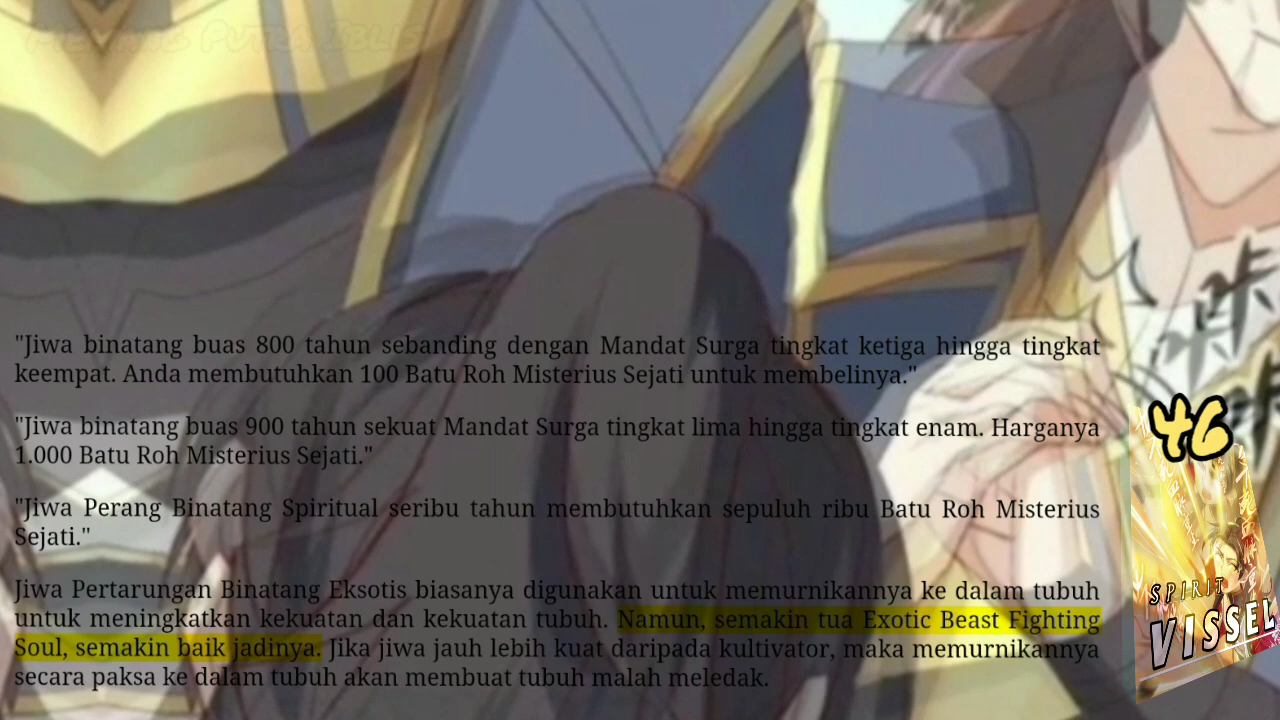 "Jiwa binatang buas 800 tahun sebanding dengan Mandat Surga tingkat ketiga hingga tingkat
keempat. Anda membutuhkan 100 Batu Roh Misterius Sejati untuk membelinya."
"Jiwa binatang buas 900 tahun sekuat Mandat Surga tingkat lima hingga tingkat enam. Harganya
1.000 Batu Roh Misterius Sejati."
"Jiwa Perang Binatang Spiritual seribu tahun membutuhkan sepuluh ribu Batu Roh Misterius
Sejati."
Jiwa Pertarungan Binatang Eksotis biasanya digunakan untuk memurnikannya ke dalam tubuh
untuk meningkatkan kekuatan dan kekuatan tubuh. Namun, semakin tua Exotic Beast Fighting
Soul, semakin baik jadinya. Jika jiwa jauh lebih kuat daripada kultivator, maka memurnikannya
secara paksa ke dalam tubuh akan membuat tubuh malah meledak.
46
SPIRIT
VISSEL